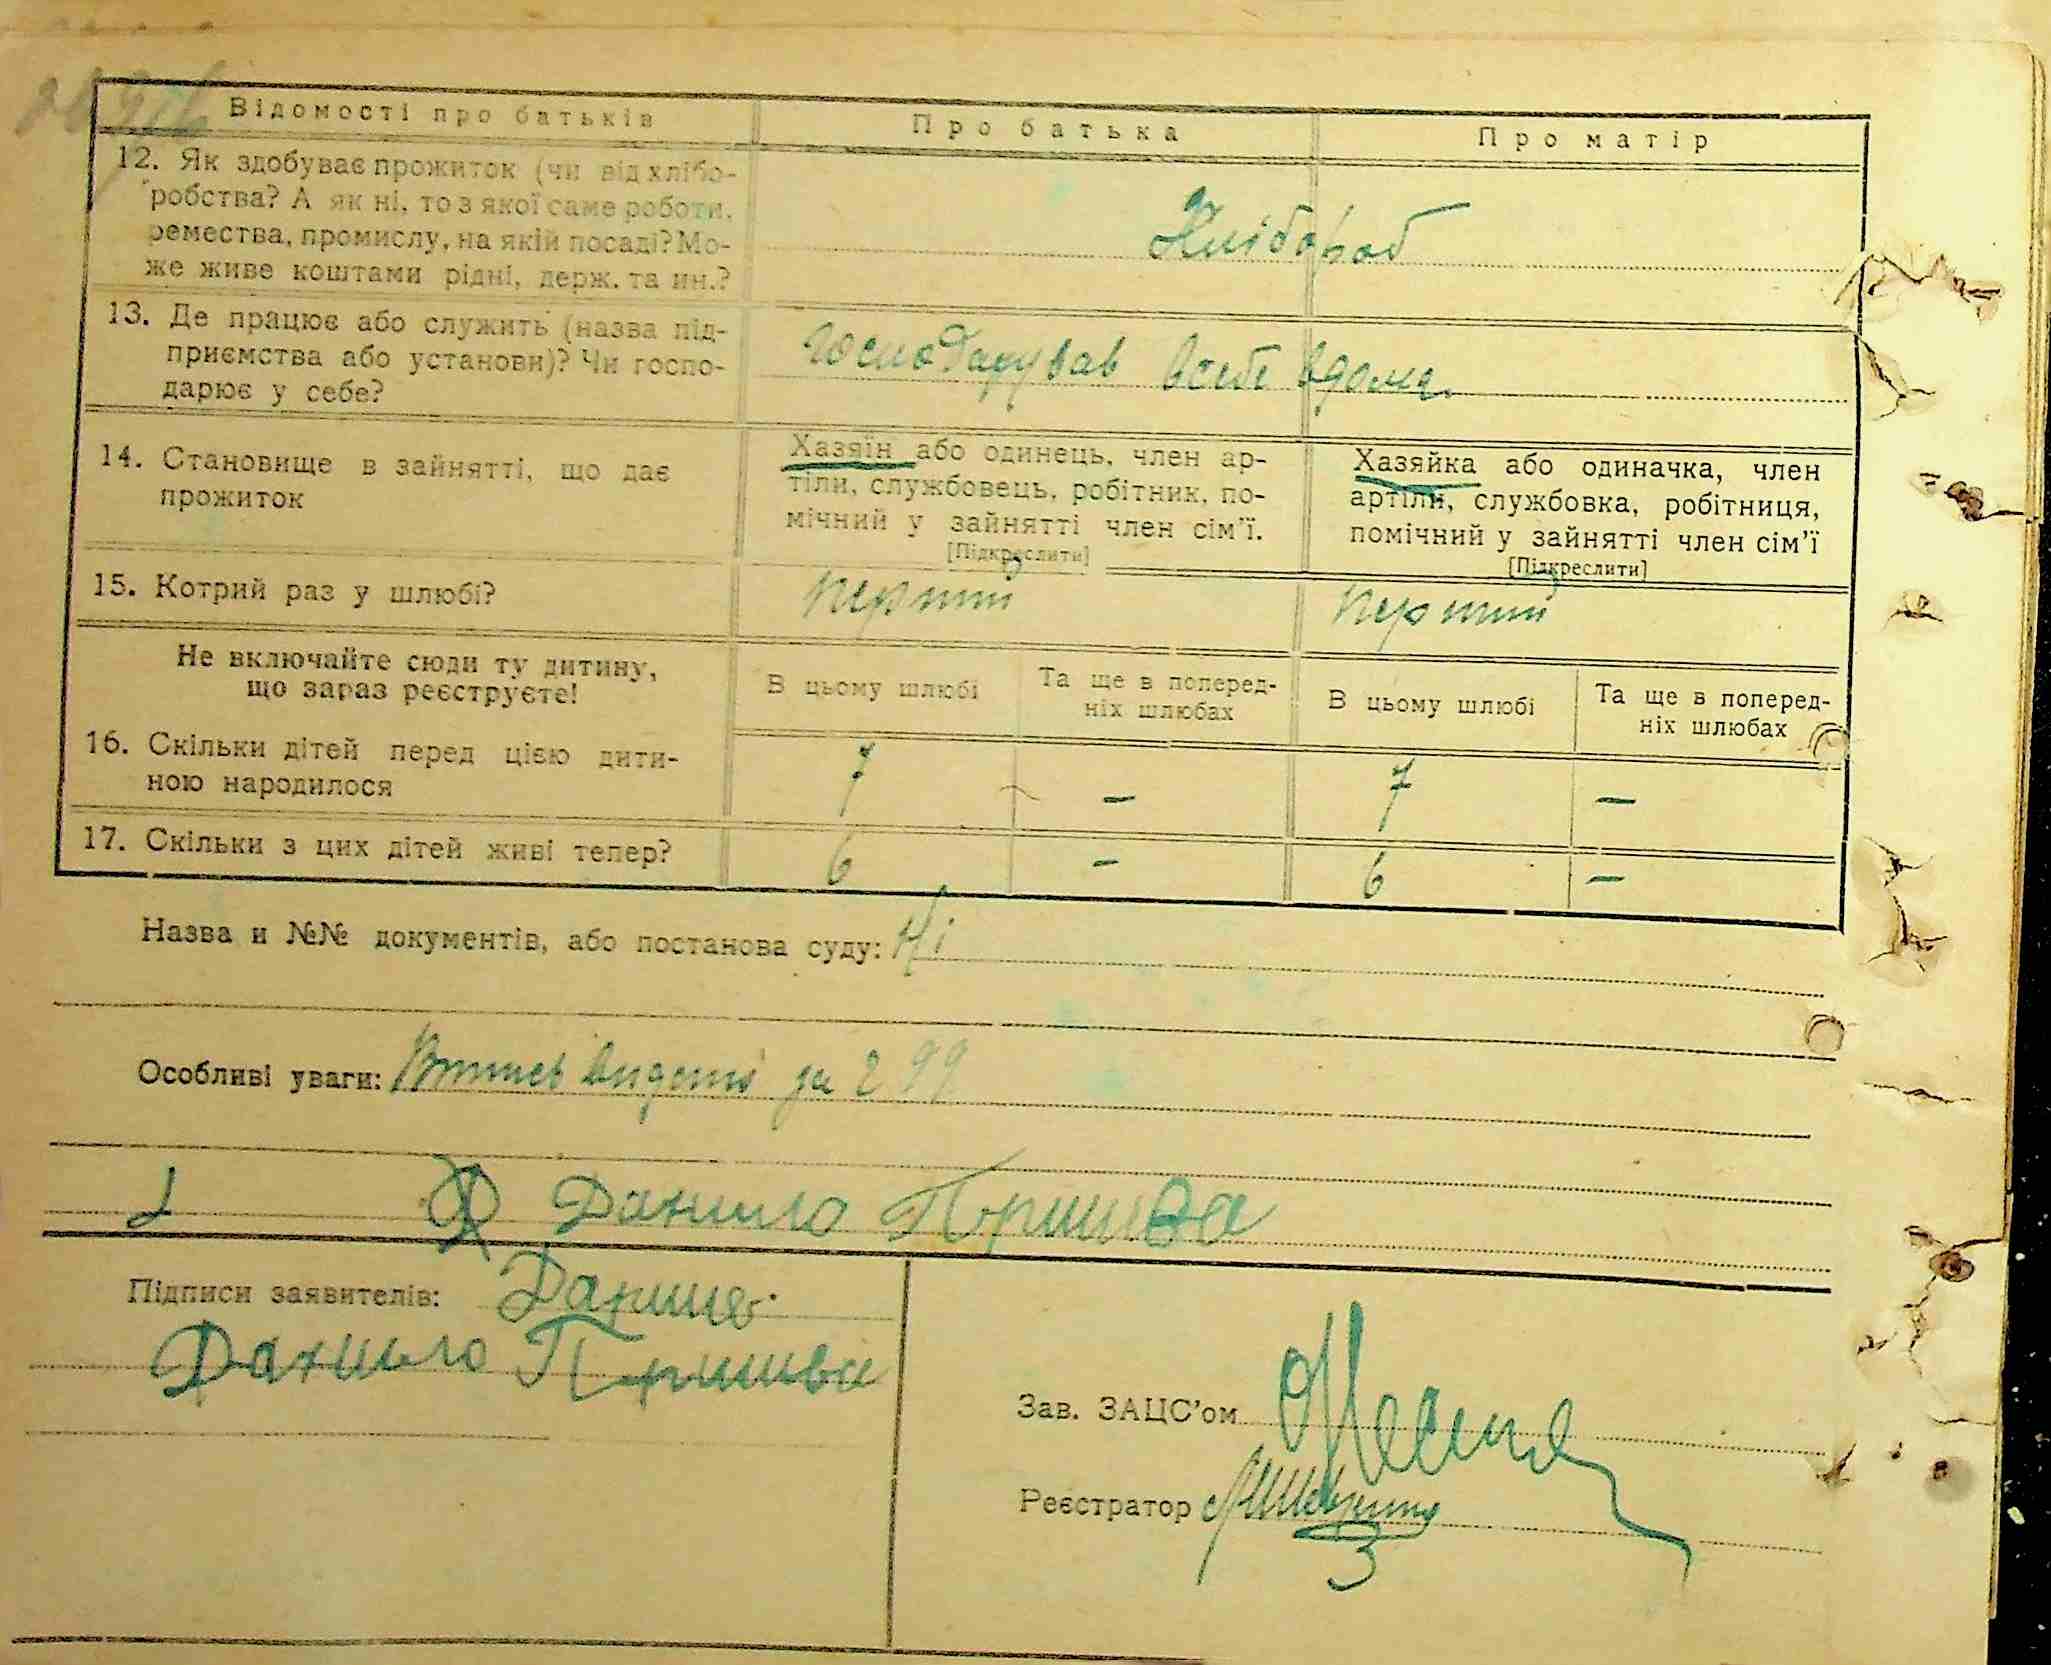 Відомості про батьків
Про батька
Про матір
12. Як здобуває прожиток (чи від хлібо-
робства? А як ні, то з якої саме роботи,
ремества, промислу, на якій посаді? Мо-
же живе коштами рідні, держ. та ин.?
Хлібороб
13. Де працює або служить (назва під-
приємства або установи)? Чи госпо-
дарює у себе?
Господарував всебе вдома.
14. Становище в зайнятті, що дає
прожиток
Хазяїн або одинець, член ар-
тіли, службовець, робітник, по-
мічний у зайнятті член сім'ї.
[Підкреслити]
Хазяйка або одиначка, член
артіли, службовка, робітниця,
помічний у зайнятті член сім'ї
[Підкреслити]
15. Котрий раз у шлюбі?
перший
перший
Не включайте сюди ту дитину,
що зараз реєструєте!
В цьому шлюбі
Та ще в поперед-
ніх шлюбах
В цьому шлюбі
Та ще в поперед-
ніх шлюбах
16. Скільки дітей перед цією дити-
ною народилося
7 – 7 –
17. Скільки з цих дітей живі тепер?
6 – 6 –
Назва и №№ документів, або постанова суду: Ні
Особливі уваги: за 299
Данило
Підписи заявителів:
Данило
Зав. ЗАЦС'ом
Реєстратор